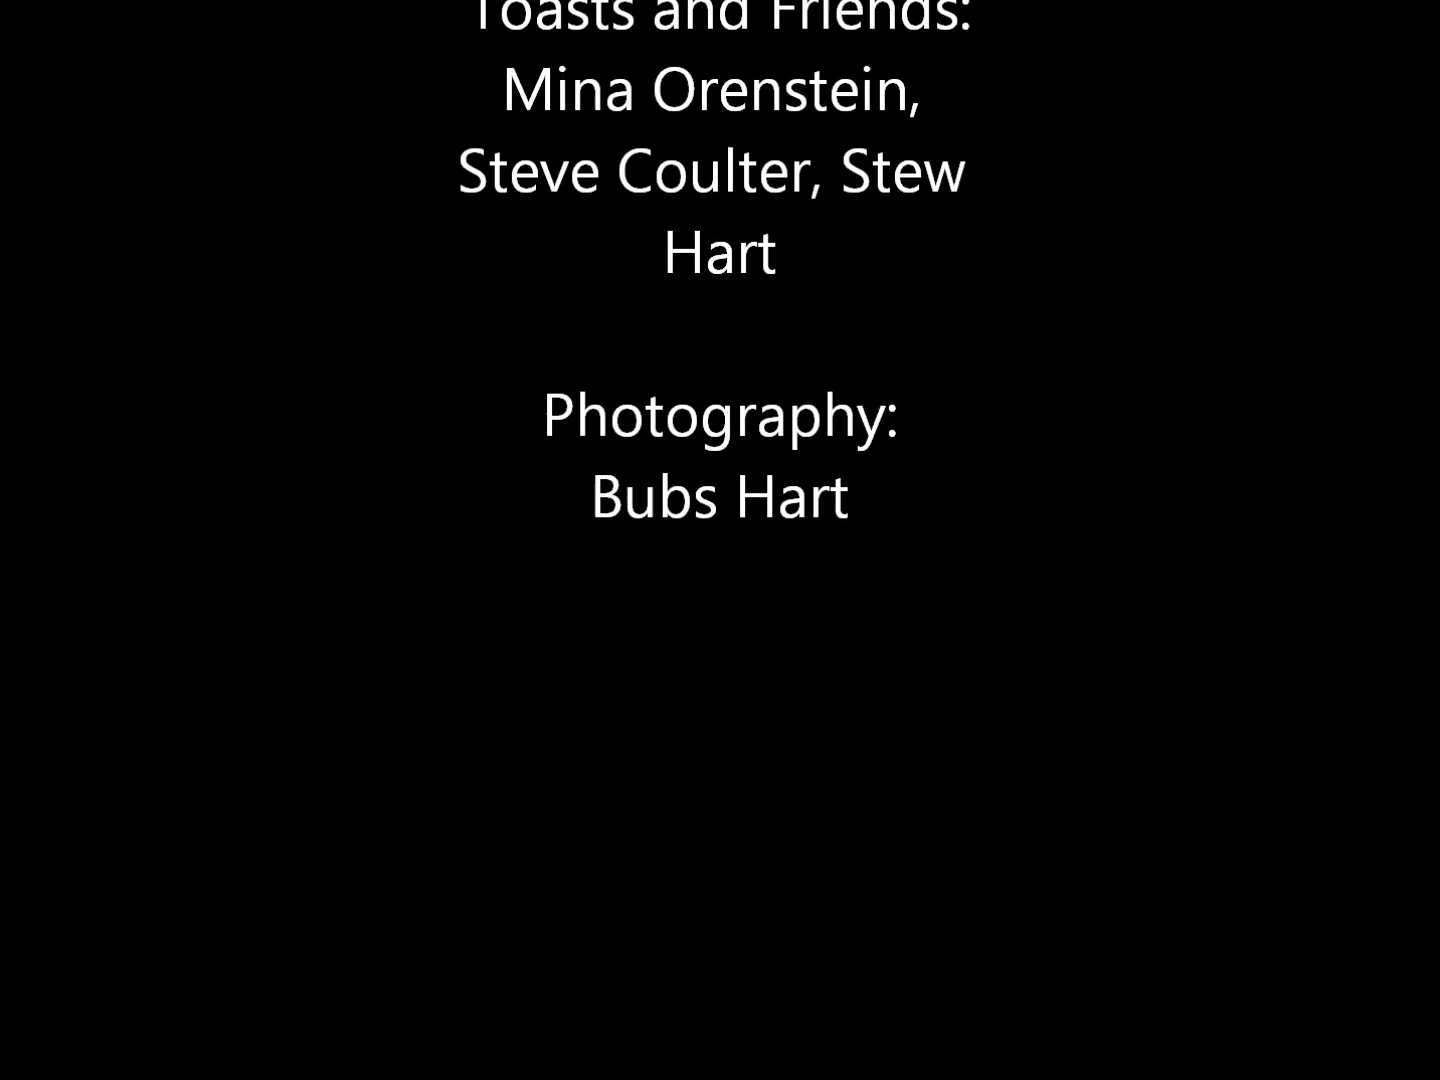 Toasts and Friends:
Mina Orenstein,
Steve Coulter, Stew
Hart
Photography:
Bubs Hart